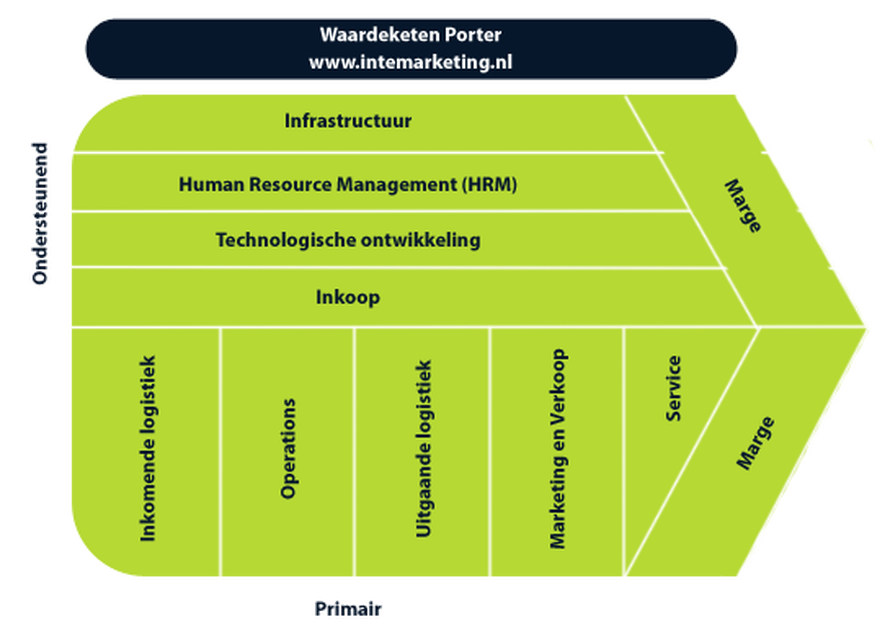 Waardeketen Porter
www.intemarketing.nl
Ondersteunend
Infrastructuur
Human Resource Management (HRM)
Technologische ontwikkeling
Inkoop
Marge
Inkomende logistiek
Operations
Uitgaande logistiek
Marketing en Verkoop
Service
Marge
Primair